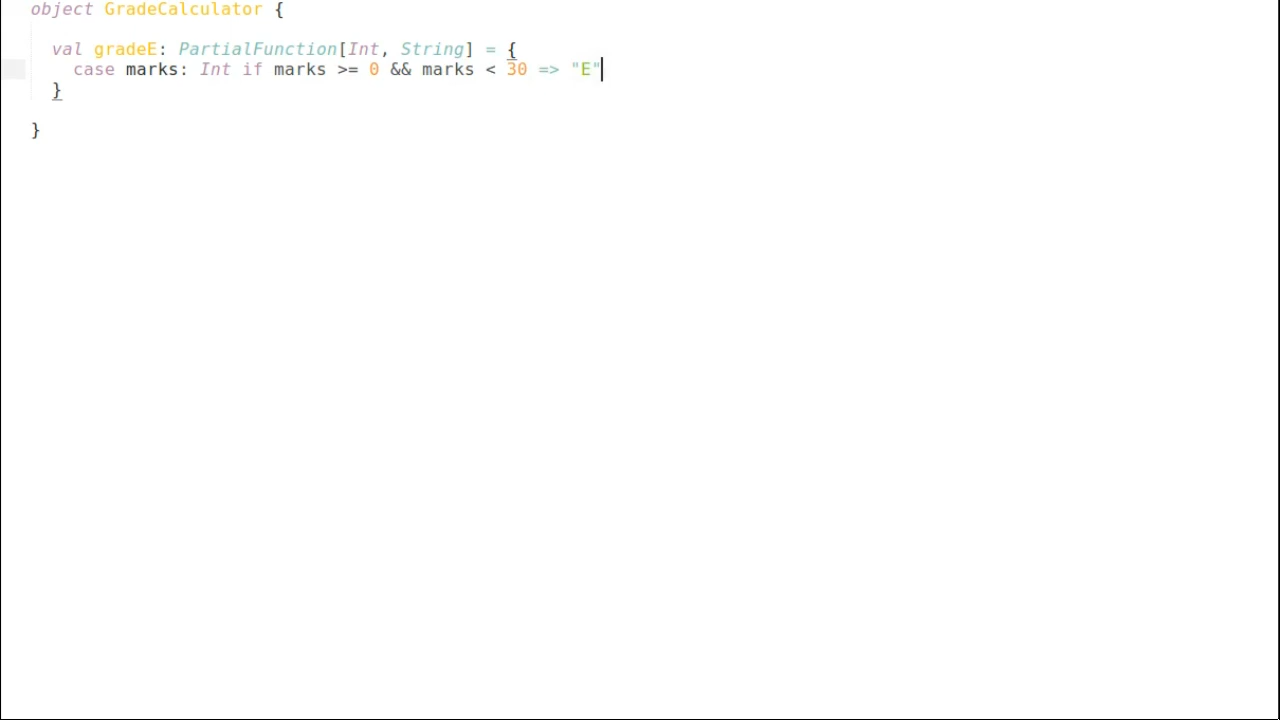 object GradeCalculator {
  val gradeE: PartialFunction[Int, String] = {
    case marks: Int if marks >= 0 && marks < 30 => "E"
  }
}